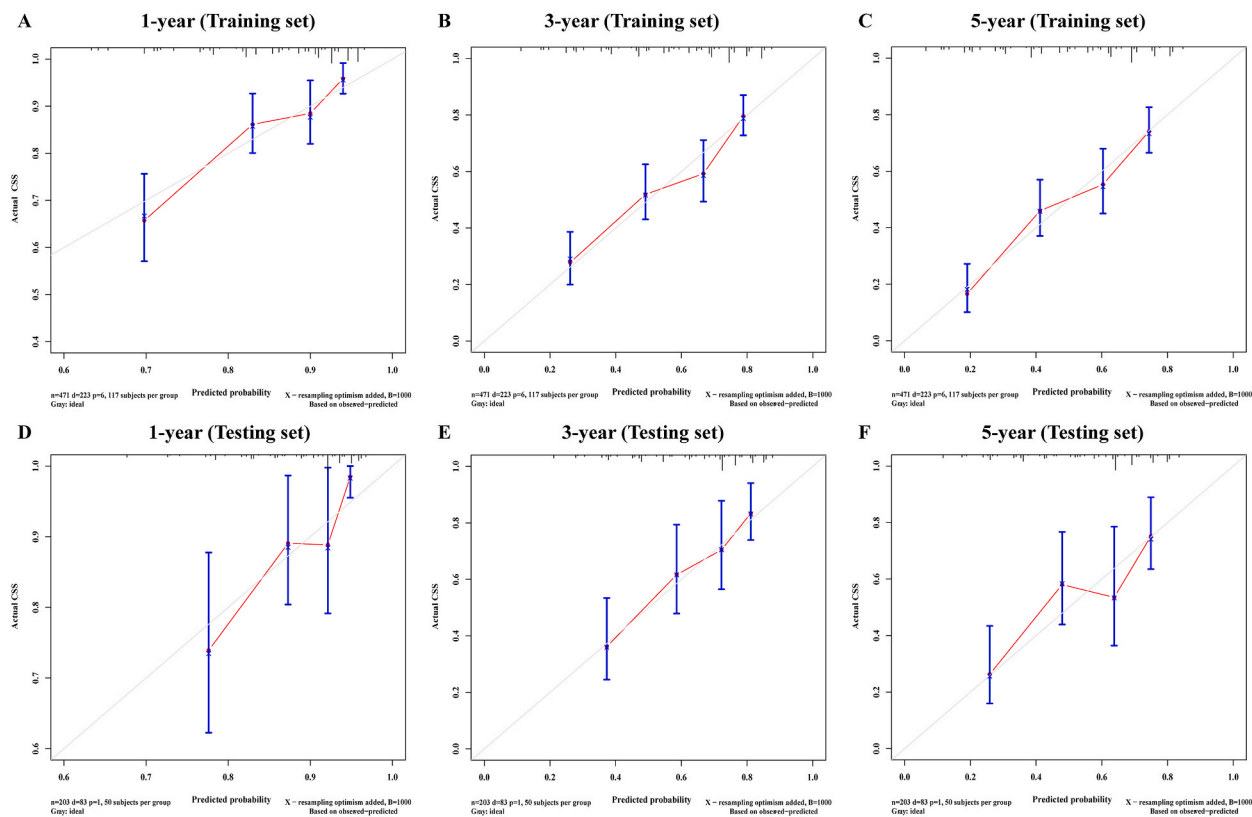 A 1-year (Training set)
Actual CSS
1.0
0.9
0.8
0.7
0.6
0.5
0.4
0.6 0.7 0.8 0.9 1.0
Predicted probability
n=471 d=223 p=6, 117 subjects per group
Gray: ideal
X − resampling optimism added, B=1000
Based on observed−predicted
B 3-year (Training set)
Actual CSS
1.0
0.8
0.6
0.4
0.2
0.0
0.0 0.2 0.4 0.6 0.8 1.0
Predicted probability
n=471 d=223 p=6, 117 subjects per group
Gray: ideal
X − resampling optimism added, B=1000
Based on observed−predicted
C 5-year (Training set)
Actual CSS
1.0
0.8
0.6
0.4
0.2
0.0
0.0 0.2 0.4 0.6 0.8 1.0
Predicted probability
n=471 d=223 p=6, 117 subjects per group
Gray: ideal
X − resampling optimism added, B=1000
Based on observed−predicted
D 1-year (Testing set)
Actual CSS
1.0
0.9
0.8
0.7
0.6
0.6 0.7 0.8 0.9 1.0
Predicted probability
n=203 d=83 p=1, 50 subjects per group
Gray: ideal
X − resampling optimism added, B=1000
Based on observed−predicted
E 3-year (Testing set)
Actual CSS
1.0
0.8
0.6
0.4
0.2
0.0
0.0 0.2 0.4 0.6 0.8 1.0
Predicted probability
n=203 d=83 p=1, 50 subjects per group
Gray: ideal
X − resampling optimism added, B=1000
Based on observed−predicted
F 5-year (Testing set)
Actual CSS
1.0
0.8
0.6
0.4
0.2
0.0
0.0 0.2 0.4 0.6 0.8 1.0
Predicted probability
n=203 d=83 p=1, 50 subjects per group
Gray: ideal
X − resampling optimism added, B=1000
Based on observed−predicted